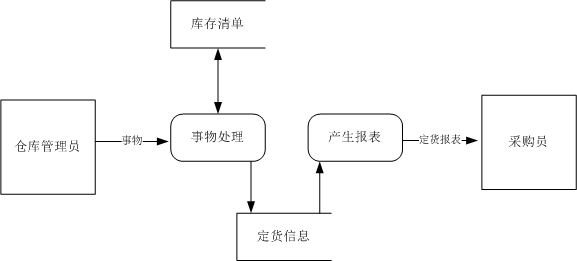 库存清单
仓库管理员
事物
事物处理
产生报表
定货报表
采购员
定货信息